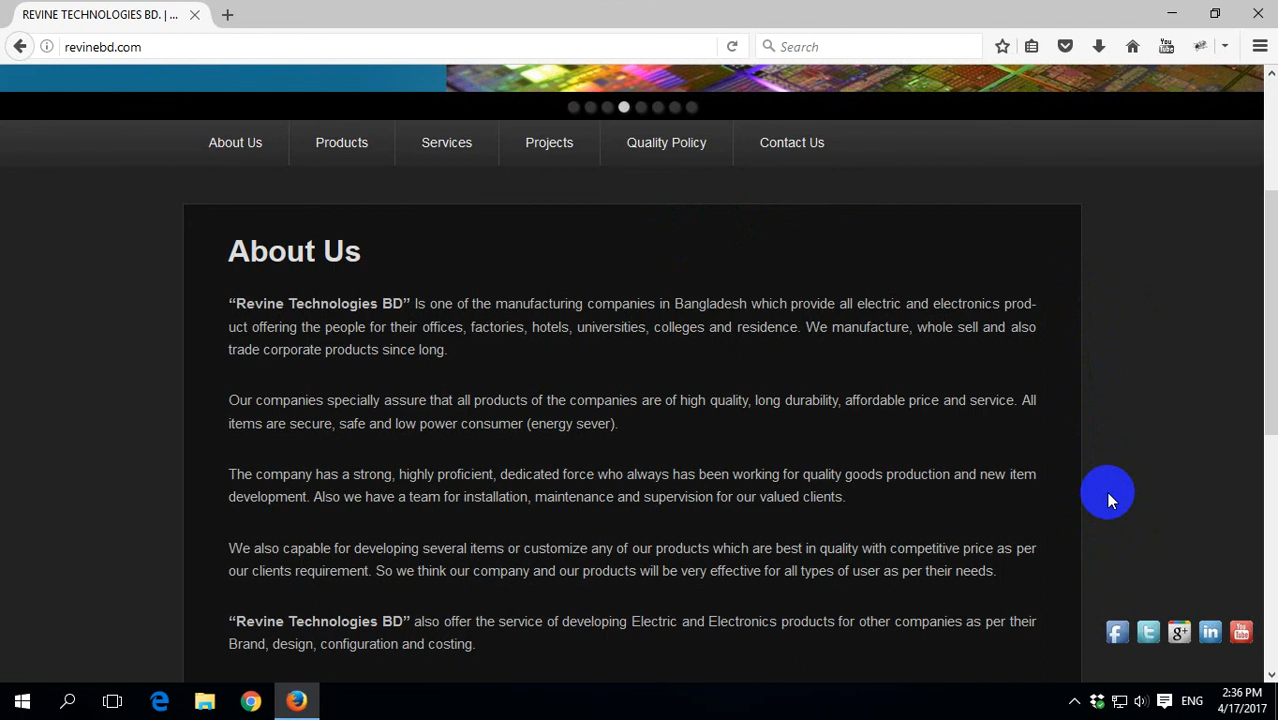 REVINE TECHNOLOGIES BD. | ...
revinebd.com
Search
You
Tube
About Us
Products
Services
Projects
Quality Policy
Contact Us
About Us
“Revine Technologies BD” Is one of the manufacturing companies in Bangladesh which provide all electric and electronics prod-
uct offering the people for their offices, factories, hotels, universities, colleges and residence. We manufacture, whole sell and also
trade corporate products since long.
Our companies specially assure that all products of the companies are of high quality, long durability, affordable price and service. All
items are secure, safe and low power consumer (energy sever).
The company has a strong, highly proficient, dedicated force who always has been working for quality goods production and new item
development. Also we have a team for installation, maintenance and supervision for our valued clients.
We also capable for developing several items or customize any of our products which are best in quality with competitive price as per
our clients requirement. So we think our company and our products will be very effective for all types of user as per their needs.
“Revine Technologies BD” also offer the service of developing Electric and Electronics products for other companies as per their
Brand, design, configuration and costing.
f
t
g+
in
You
Tube
ENG
2:36 PM
4/17/2017